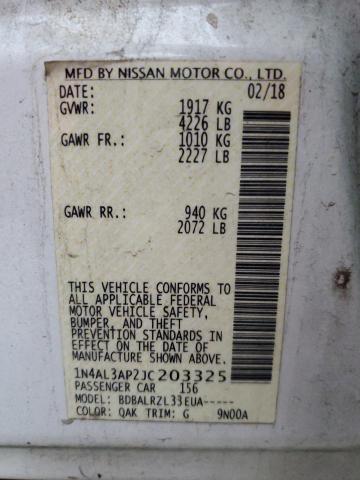 MFD BY NISSAN MOTOR CO., LTD.
DATE: 02/18
GVWR: 1917 KG
4226 LB
GAWR FR.: 1010 KG
2227 LB
GAWR RR.: 940 KG
2072 LB
THIS VEHICLE CONFORMS TO
ALL APPLICABLE FEDERAL
MOTOR VEHICLE SAFETY,
BUMPER, AND THEFT
PREVENTION STANDARDS IN
EFFECT ON THE DATE OF
MANUFACTURE SHOWN ABOVE.
1N4AL3AP2JC203325
PASSENGER CAR 156
MODEL: BDBALRZL33EUA-----
COLOR: QAK TRIM: G 9N00A